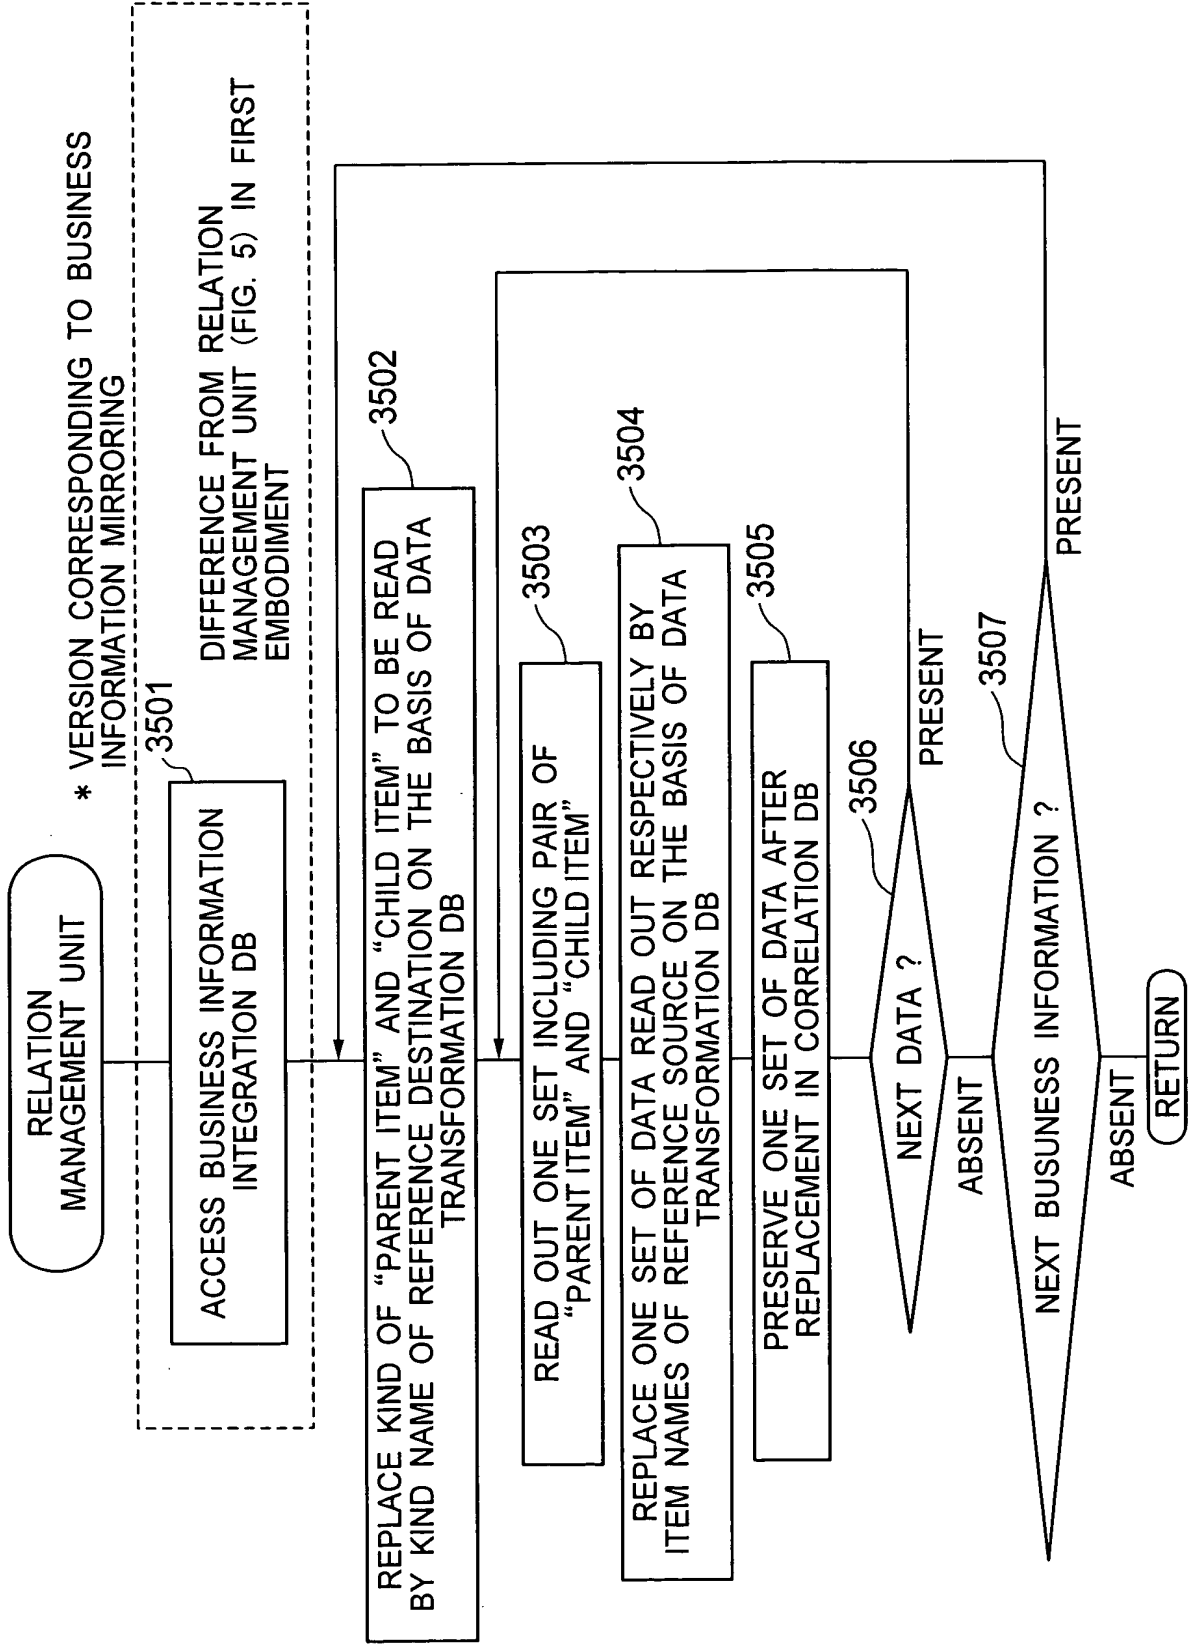 RELATION
MANAGEMENT UNIT
* VERSION CORRESPONDING TO BUSINESS
INFORMATION MIRRORING
3501
ACCESS BUSINESS INFORMATION
INTEGRATION DB
DIFFERENCE FROM RELATION
MANAGEMENT UNIT (FIG. 5) IN FIRST
EMBODIMENT
3502
REPLACE KIND OF “PARENT ITEM” AND “CHILD ITEM” TO BE READ
BY KIND NAME OF REFERENCE DESTINATION ON THE BASIS OF DATA
TRANSFORMATION DB
3503
READ OUT ONE SET INCLUDING PAIR OF
“PARENT ITEM” AND “CHILD ITEM”
3504
REPLACE ONE SET OF DATA READ OUT RESPECTIVELY BY
ITEM NAMES OF REFERENCE SOURCE ON THE BASIS OF DATA
TRANSFORMATION DB
3505
PRESERVE ONE SET OF DATA AFTER
REPLACEMENT IN CORRELATION DB
3506
NEXT DATA ?
PRESENT
ABSENT
3507
NEXT BUSUNESS INFORMATION ?
PRESENT
ABSENT
RETURN